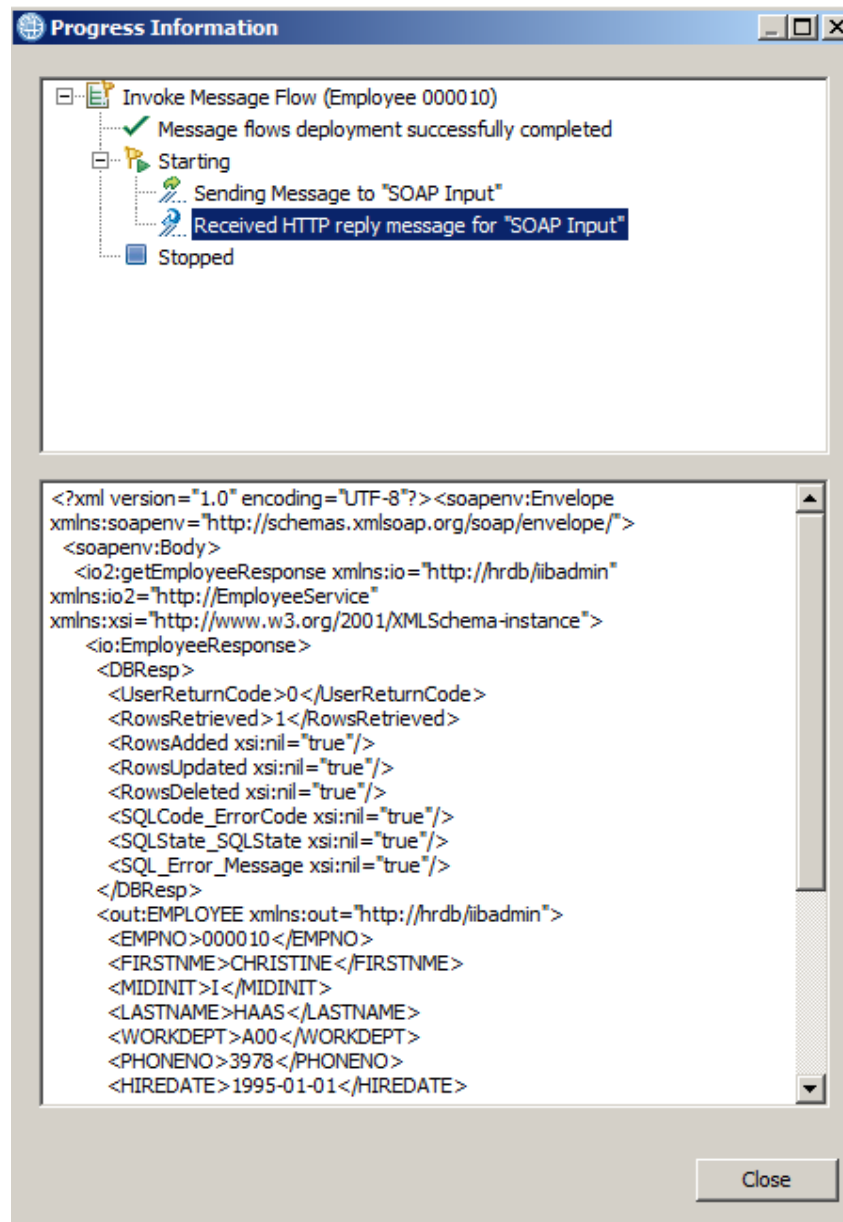 Progress Information
Invoke Message Flow (Employee 000010)
Message flows deployment successfully completed
Starting
Sending Message to "SOAP Input"
Received HTTP reply message for "SOAP Input"
Stopped
<?xml version="1.0" encoding="UTF-8"?><soapenv:Envelope
xmlns:soapenv="http://schemas.xmlsoap.org/soap/envelope/">
<soapenv:Body>
<io2:getEmployeeResponse xmlns:io="http://hrdb/iibadmin"
xmlns:io2="http://EmployeeService"
xmlns:xsi="http://www.w3.org/2001/XMLSchema-instance">
<io:EmployeeResponse>
<DBResp>
<UserReturnCode>0</UserReturnCode>
<RowsRetrieved>1</RowsRetrieved>
<RowsAdded xsi:nil="true"/>
<RowsUpdated xsi:nil="true"/>
<RowsDeleted xsi:nil="true"/>
<SQLCode_ErrorCode xsi:nil="true"/>
<SQLState_SQLState xsi:nil="true"/>
<SQL_Error_Message xsi:nil="true"/>
</DBResp>
<out:EMPLOYEE xmlns:out="http://hrdb/iibadmin">
<EMPNO>000010</EMPNO>
<FIRSTNME>CHRISTINE</FIRSTNME>
<MIDINIT>I</MIDINIT>
<LASTNAME>HAAS</LASTNAME>
<WORKDEPT>A00</WORKDEPT>
<PHONENO>3978</PHONENO>
<HIREDATE>1995-01-01</HIREDATE>
Close